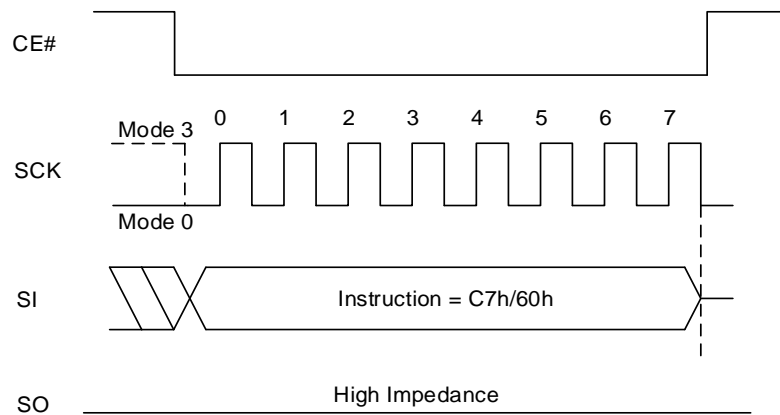 CE#
0 1 2 3 4 5 6 7
Mode 3
SCK
Mode 0
SI
Instruction = C7h/60h
High Impedance
SO